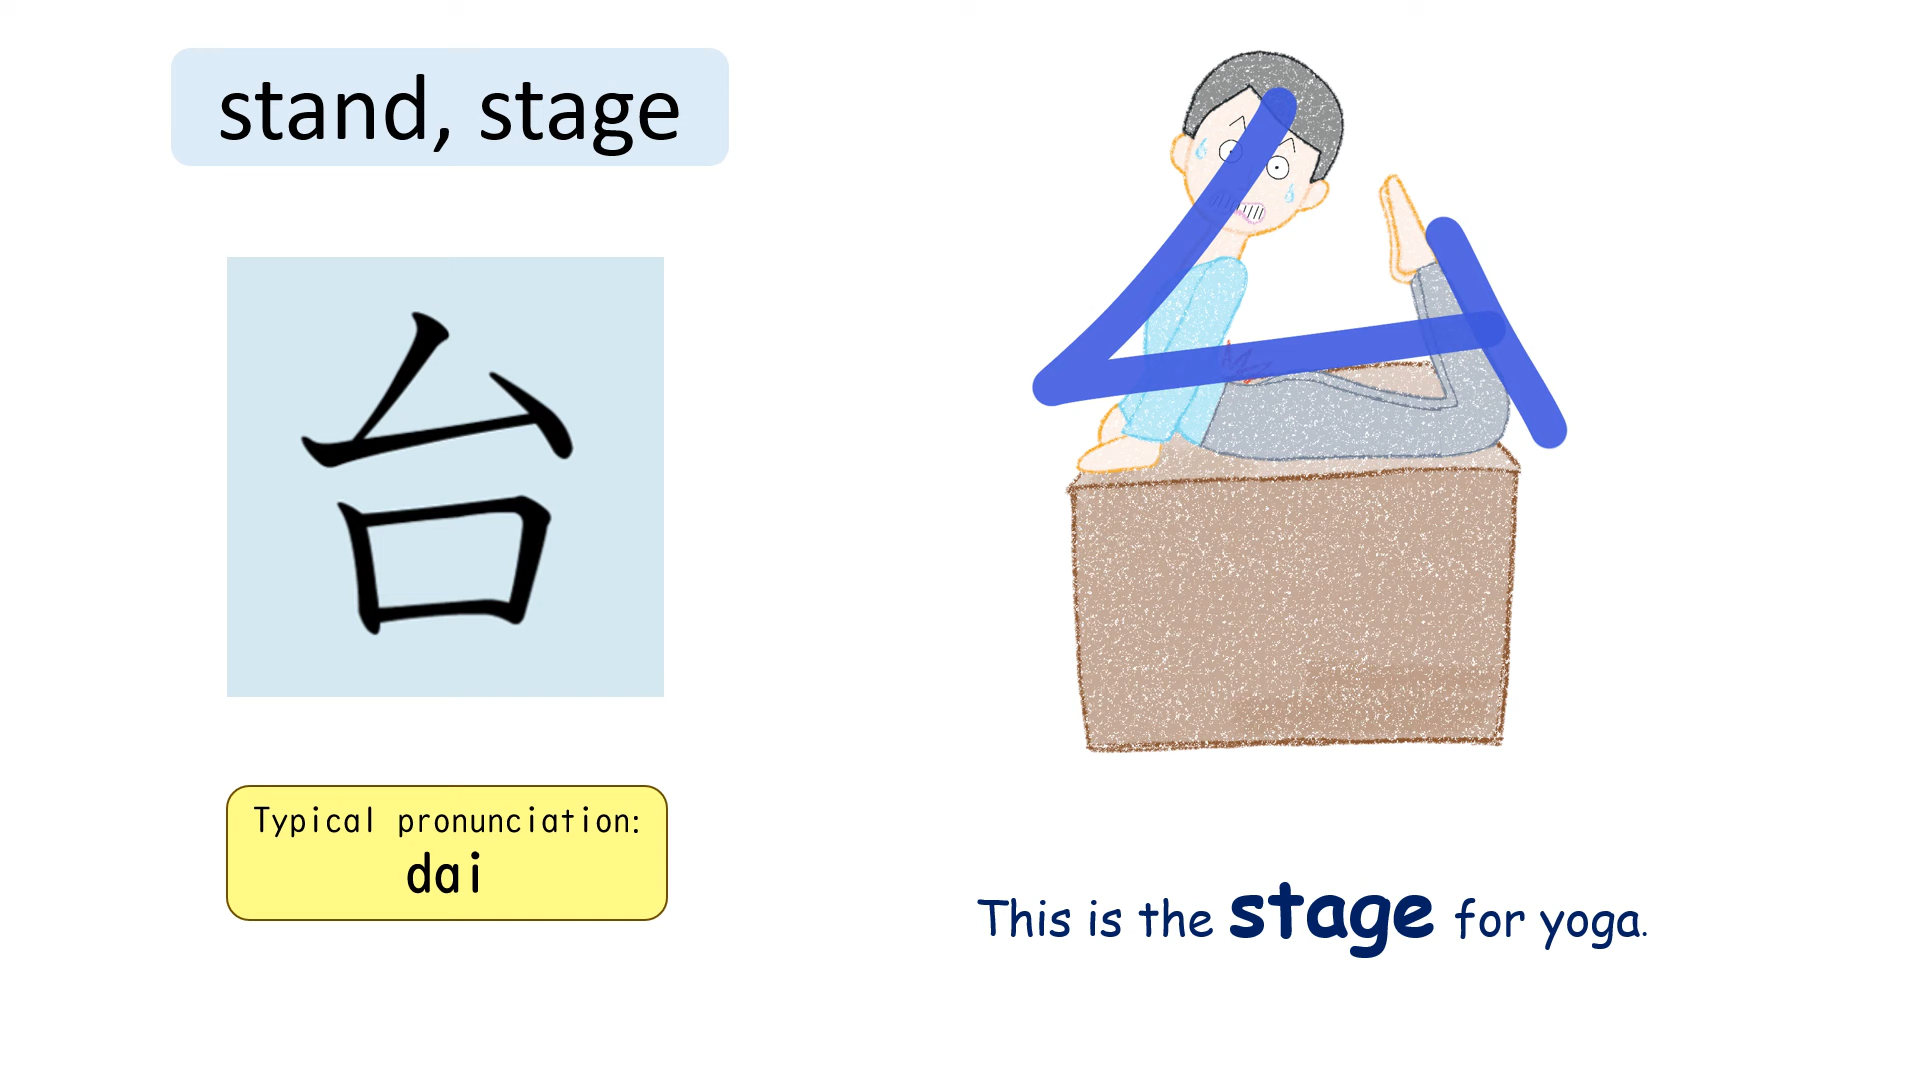 stand, stage
台
Typical pronunciation:
dai
This is the stage for yoga.